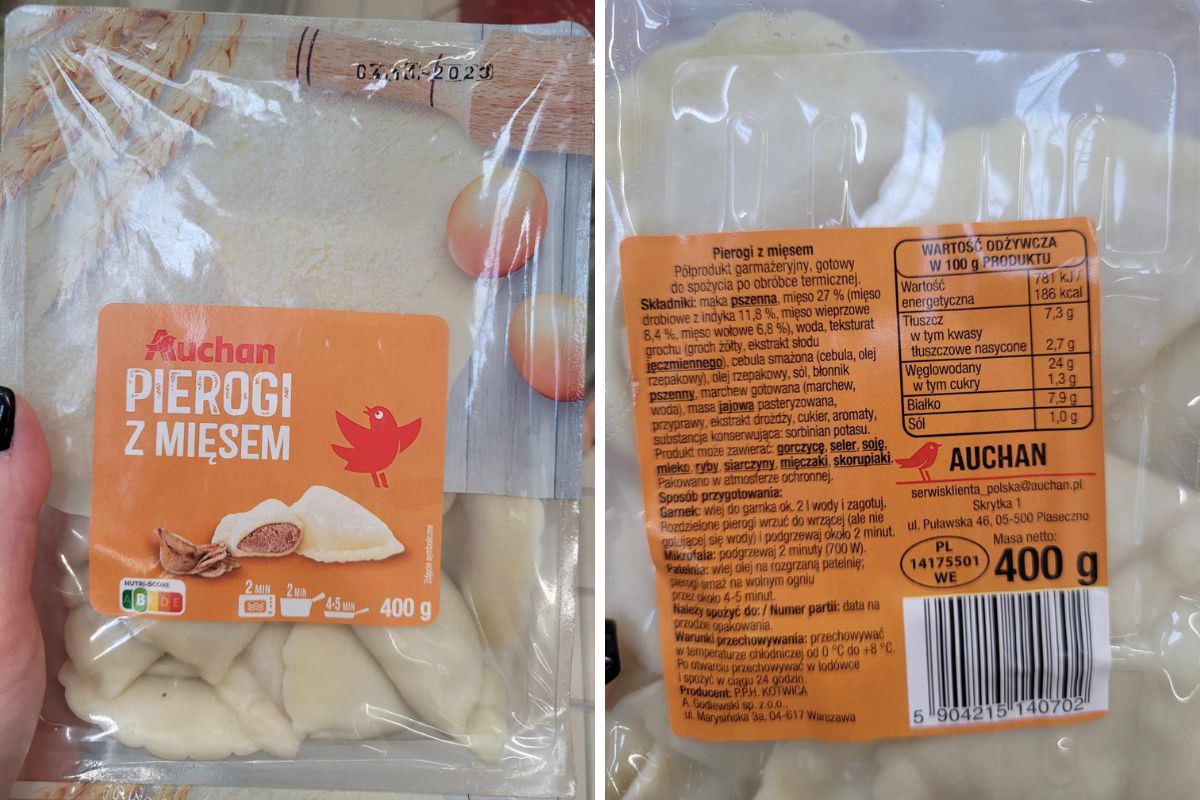 Auchan
PIEROGI
Z MIĘSEM
NUTRI-SCORE
A B C D E
2 MIN
2 MIN
4-5 MIN
400 g
Zdjęcie symboliczne
Pierogi z mięsem
Półprodukt garmażeryjny, gotowy
do spożycia po obróbce termicznej.
Składniki: mąka pszenna, mięso 27 % (mięso
drobiowe z indyka 11,8 %, mięso wieprzowe
8,4 %, mięso wołowe 6,8 %), woda, teksturat
grochu (groch żółty, ekstrakt słodu
jęczmiennego), cebula smażona (cebula, olej
rzepakowy), olej rzepakowy, sól, błonnik
pszenny, marchew gotowana (marchew,
woda), masa jajowa pasteryzowana,
przyprawy, ekstrakt drożdży, cukier, aromaty,
substancja konserwująca: sorbinian potasu.
Produkt może zawierać: gorczycę, seler, soję,
mleko, ryby, siarczyny, mięczaki, skorupiaki.
Pakowano w atmosferze ochronnej.
Sposób przygotowania:
Garnek: wlej do garnka ok. 2 l wody i zagotuj.
Rozdzielone pierogi wrzuć do wrzącej (ale nie
gotującej się wody) i podgrzewaj około 2 minut.
Mikrofala: podgrzewaj 2 minuty (700 W).
Patelnia: wlej olej na rozgrzaną patelnię;
pierogi smaż na wolnym ogniu
przez około 4-5 minut.
Należy spożyć do: / Numer partii: data na
przodzie opakowania.
Warunki przechowywania: przechowywać
w temperaturze chłodniczej od 0 °C do +8 °C.
Po otwarciu przechowywać w lodówce
i spożyć w ciągu 24 godzin.
Producent: P.P.H. KOTWICA
A. Godlewski sp. z o.o.,
ul. Marysińska 3a, 04-617 Warszawa
WARTOŚĆ ODŻYWCZA
W 100 g PRODUKTU
Wartość energetyczna 781 kJ / 186 kcal
Tłuszcz 7,3 g
w tym kwasy
tłuszczowe nasycone 2,7 g
Węglowodany 24 g
w tym cukry 1,3 g
Białko 7,9 g
Sól 1,0 g
AUCHAN
serwisklienta_polska@auchan.pl
Skrytka 1
ul. Puławska 46, 05-500 Piaseczno
PL
14175501
WE
Masa netto:
400 g
5 904215 140702